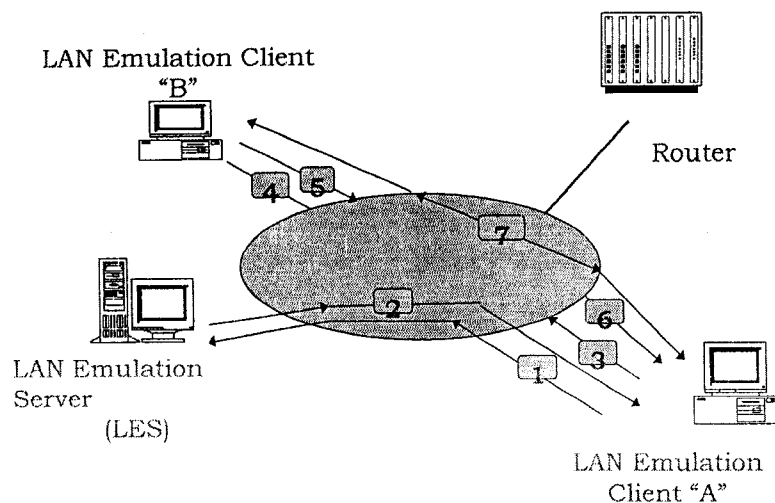 LAN Emulation Client
“B”
Router
4
5
7
2
6
3
1
LAN Emulation
Server
(LES)
LAN Emulation
Client “A”